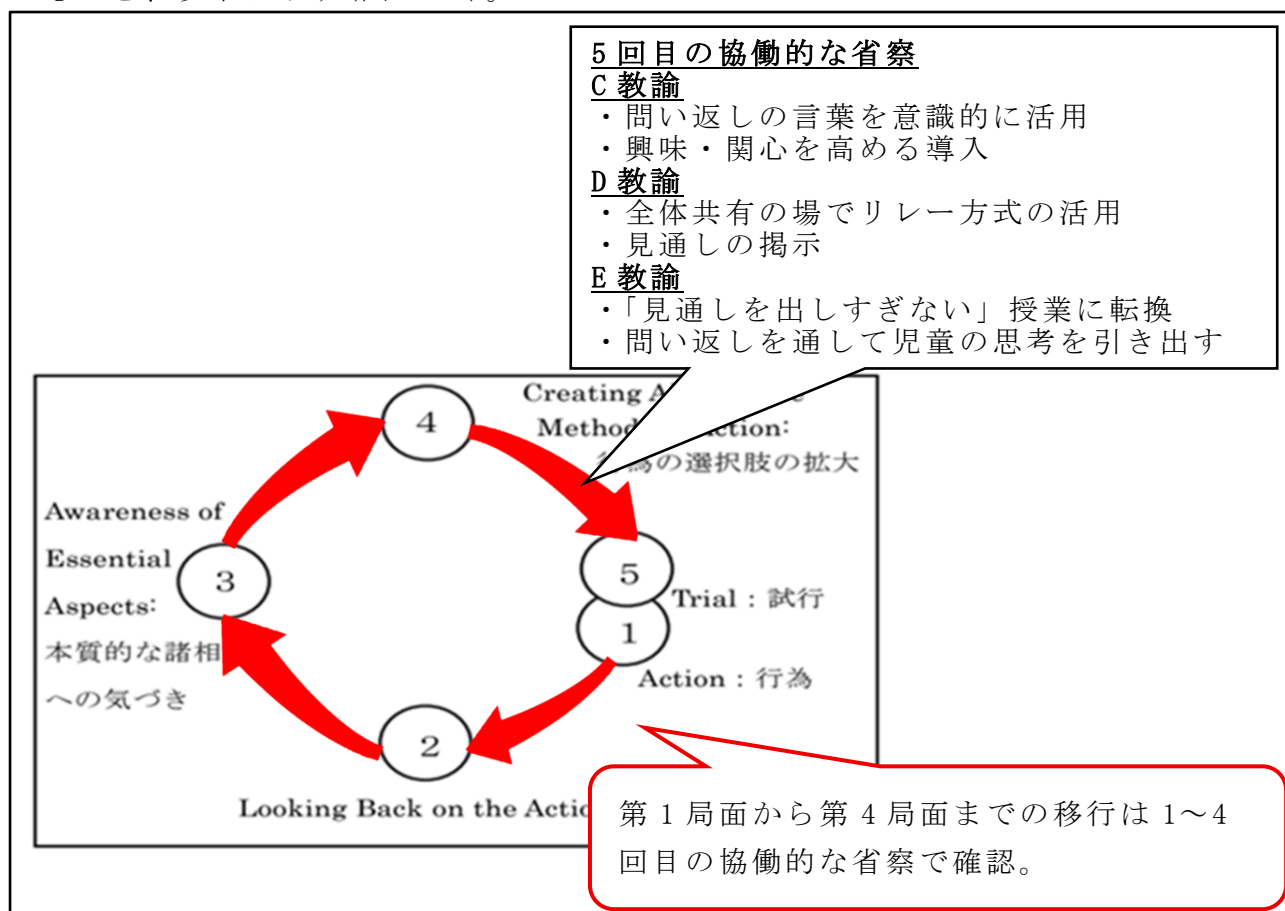 5回目の協働的な省察
C教諭
・問い返しの言葉を意識的に活用
・興味・関心を高める導入
D教諭
・全体共有の場でリレー方式の活用
・見通しの掲示
E教諭
・「見通しを出しすぎない」授業に転換
・問い返しを通して児童の思考を引き出す
4
Creating
Method
の選択肢の拡大
Awareness of
Essential
Aspects:
本質的な諸相
への気づき
3
5
Trial : 試行
1
Action : 行為
2
Looking Back on the Actio
第1局面から第4局面までの移行は1～4
回目の協働的な省察で確認。